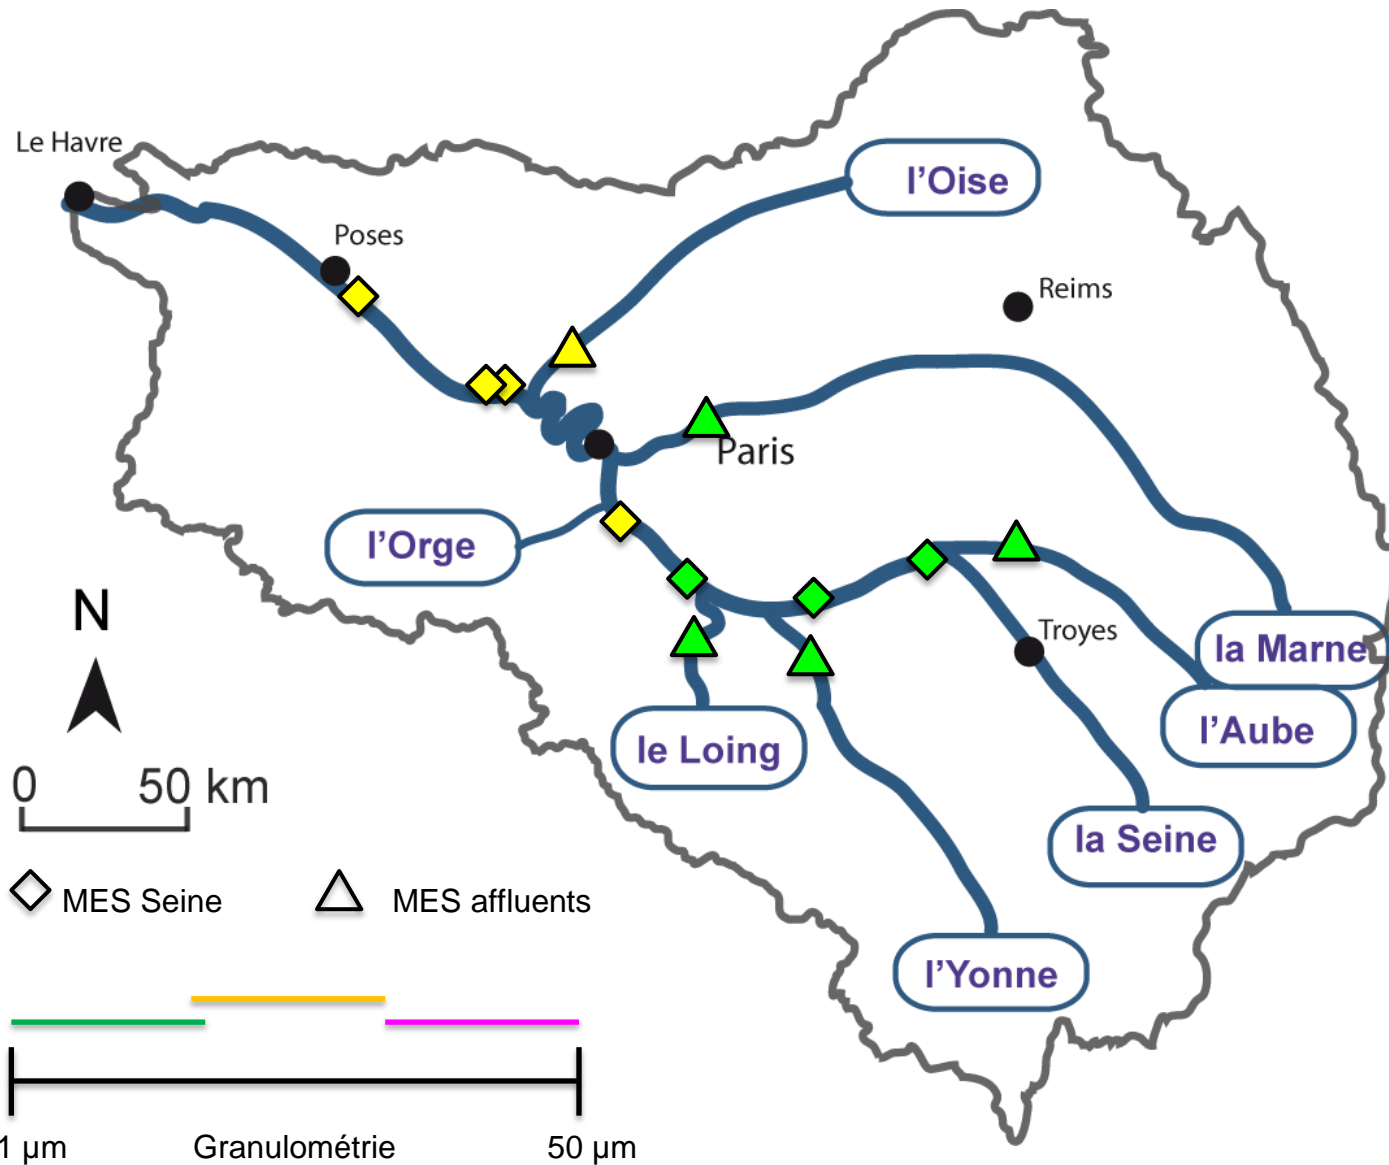 Le Havre
l'Oise
Poses
Reims
Paris
l'Orge
N
Troyes
la Marne
l'Aube
le Loing
0 50 km
la Seine
MES Seine
MES affluents
l'Yonne
1 µm
Granulométrie
50 µm